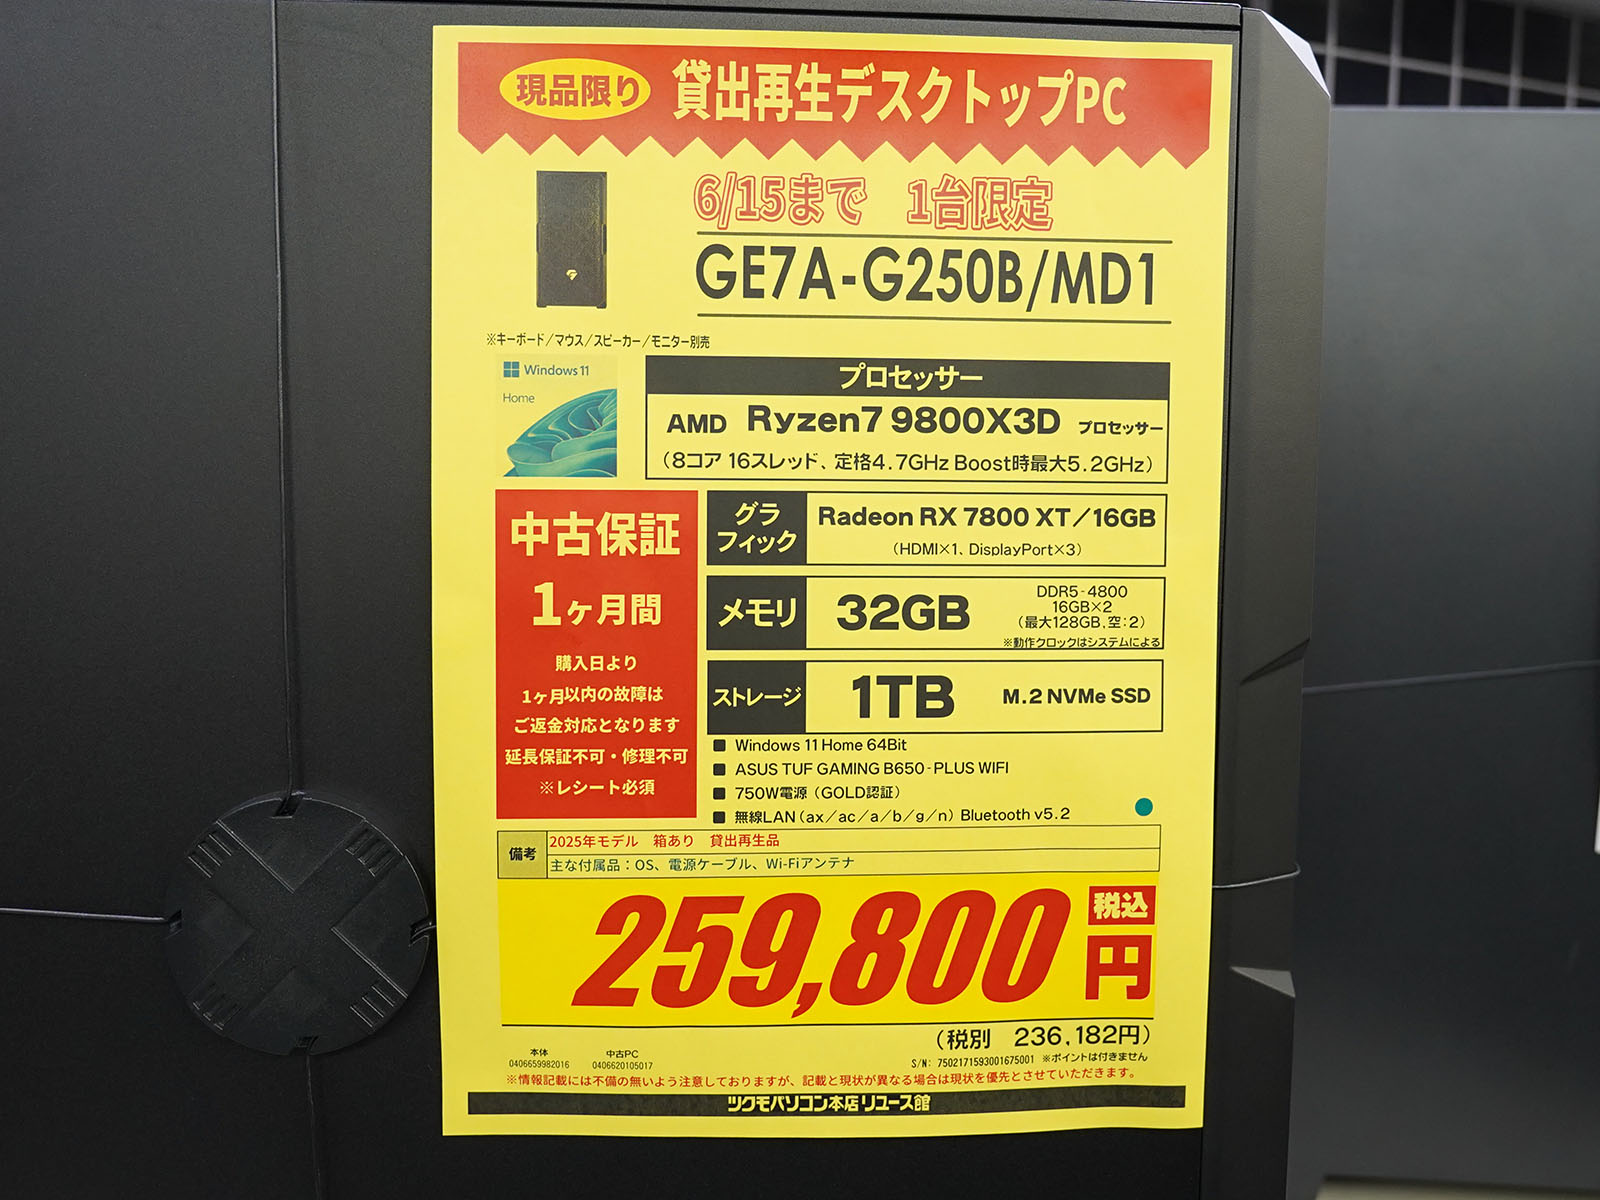 現品限り 貸出再生デスクトップPC
6/15まで 1台限定
GE7A-G250B/MD1
※キーボード/マウス/スピーカー/モニター別売
Windows 11
Home
プロセッサー
AMD Ryzen7 9800X3D プロセッサー
（8コア 16スレッド、定格4.7GHz Boost時最大5.2GHz）
中古保証
1ヶ月間
購入日より
1ヶ月以内の故障は
ご返金対応となります
延長保証不可・修理不可
※レシート必須
グラフィック
Radeon RX 7800 XT／16GB
（HDMI×1、DisplayPort×3）
メモリ
32GB
DDR5-4800
16GB×2
（最大128GB,空:2）
※動作クロックはシステムによる
ストレージ 1TB M.2 NVMe SSD
■ Windows 11 Home 64Bit
■ ASUS TUF GAMING B650-PLUS WIFI
■ 750W電源（GOLD認証）
■ 無線LAN（ax／ac／a／b／g／n）Bluetooth v5.2
備考
2025年モデル 箱あり 貸出再生品
主な付属品：OS、電源ケーブル、Wi-Fiアンテナ
259,800円 税込
（税別 236,182円）
本体
0406659982016
中古PC
0406620105017
S/N: 7502171593001675001 ※ポイントは付きません
※情報記載には不備の無いよう注意しておりますが、記載と現状が異なる場合は現状を優先とさせていただきます。
ツクモパソコン本店 リユース館